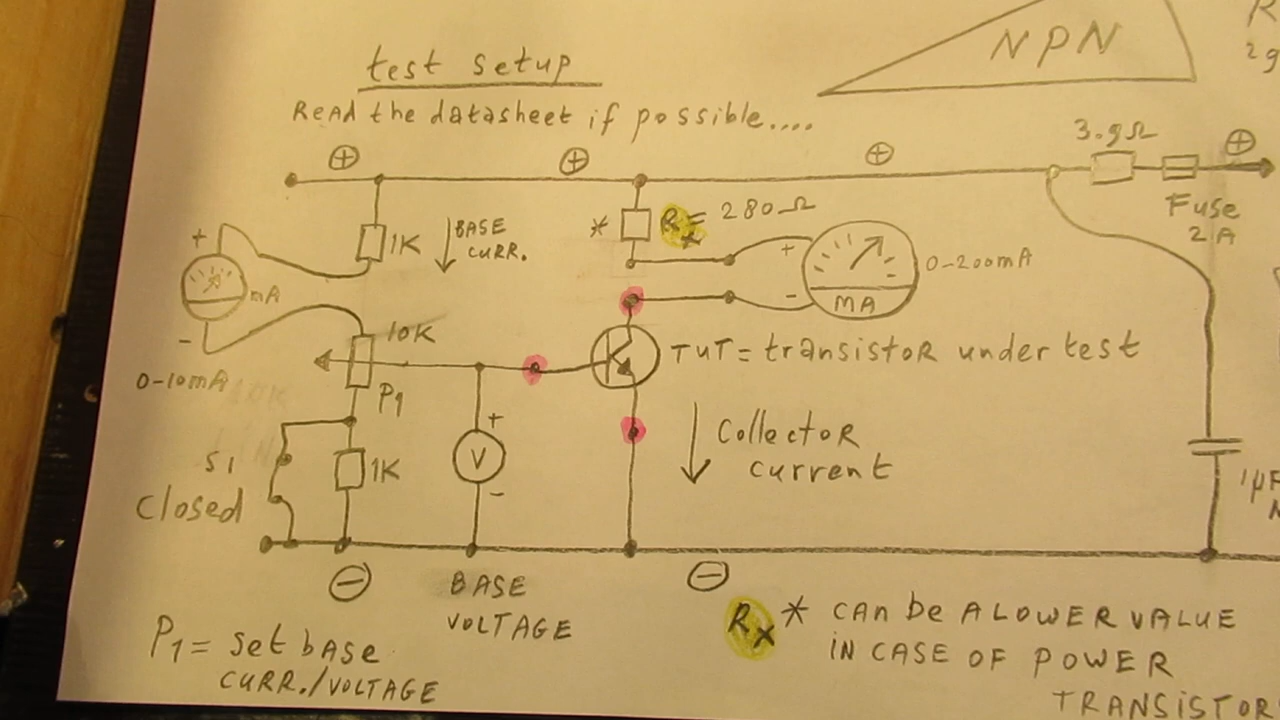 test setup
NPN
R
29
Read the datasheet if possible....
3.9Ω
Fuse
2A
1K
BASE
CURR.
* Rx = 280Ω
0-200mA
MA
mA
10K
0-10mA
P1
TUT = transistor under test
S1
Closed
1K
V
Collector
current
1µF
BASE
VOLTAGE
P1 = set base
CURR./VOLTAGE
Rx * CAN be A LOWER VALUE
IN CASE OF POWER
TRANSISTOR